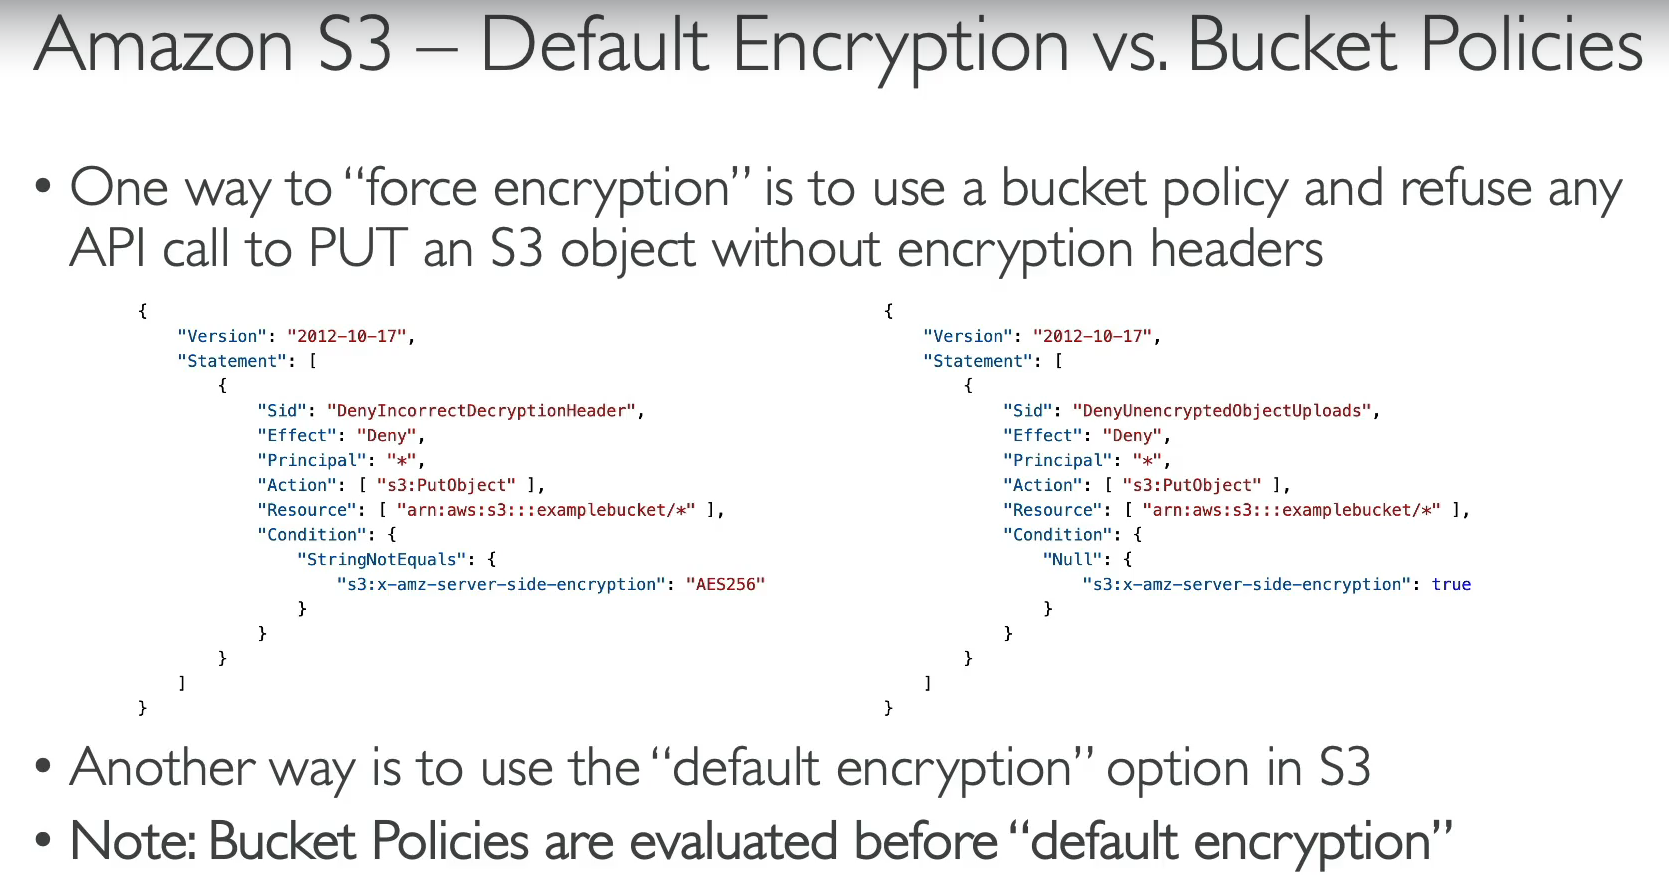 Amazon S3 – Default Encryption vs. Bucket Policies
• One way to “force encryption” is to use a bucket policy and refuse any
API call to PUT an S3 object without encryption headers
{
    "Version": "2012-10-17",
    "Statement": [
        {
            "Sid": "DenyIncorrectDecryptionHeader",
            "Effect": "Deny",
            "Principal": "*",
            "Action": [ "s3:PutObject" ],
            "Resource": [ "arn:aws:s3:::examplebucket/*" ],
            "Condition": {
                "StringNotEquals": {
                    "s3:x-amz-server-side-encryption": "AES256"
                }
            }
        }
    ]
}
{
    "Version": "2012-10-17",
    "Statement": [
        {
            "Sid": "DenyUnencryptedObjectUploads",
            "Effect": "Deny",
            "Principal": "*",
            "Action": [ "s3:PutObject" ],
            "Resource": [ "arn:aws:s3:::examplebucket/*" ],
            "Condition": {
                "Null": {
                    "s3:x-amz-server-side-encryption": true
                }
            }
        }
    ]
}
• Another way is to use the “default encryption” option in S3
• Note: Bucket Policies are evaluated before “default encryption”